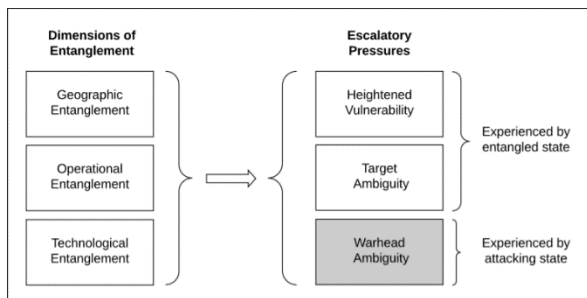 Dimensions of
Entanglement
Geographic
Entanglement
Operational
Entanglement
Technological
Entanglement
Escalatory
Pressures
Heightened
Vulnerability
Target
Ambiguity
Warhead
Ambiguity
Experienced by
entangled state
Experienced by
attacking state